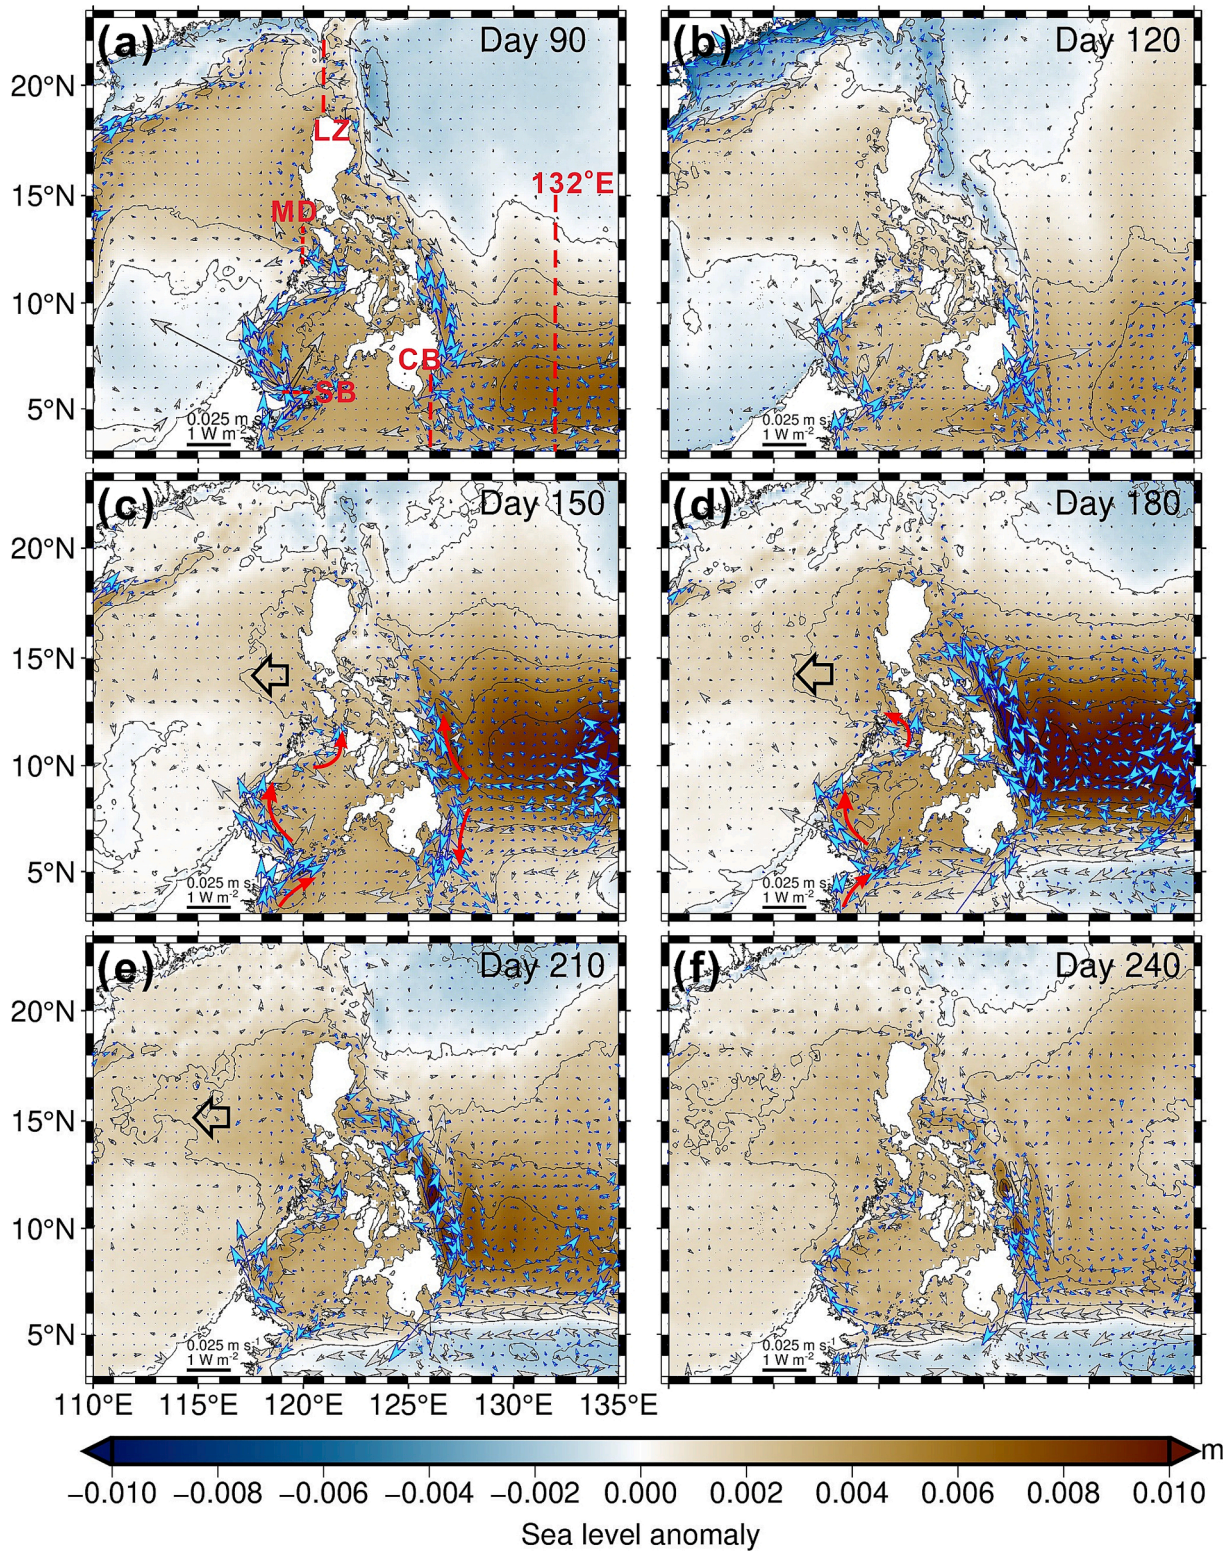 (a) Day 90
20°N
LZ
15°N
132°E
MD
10°N
CB
5°N
SB
0.025 m s
1 W m-2
(b) Day 120
0.025 m s
1 W m-2
(c) Day 150
20°N
15°N
10°N
5°N
0.025 m s
1 W m-2
(d) Day 180
0.025 m s
1 W m-2
(e) Day 210
20°N
15°N
10°N
5°N
0.025 m s-1
1 W m-2
110°E 115°E 120°E 125°E 130°E 135°E
(f) Day 240
0.025 m s-1
1 W m-2
m
−0.010 −0.008 −0.006 −0.004 −0.002 0.000 0.002 0.004 0.006 0.008 0.010
Sea level anomaly